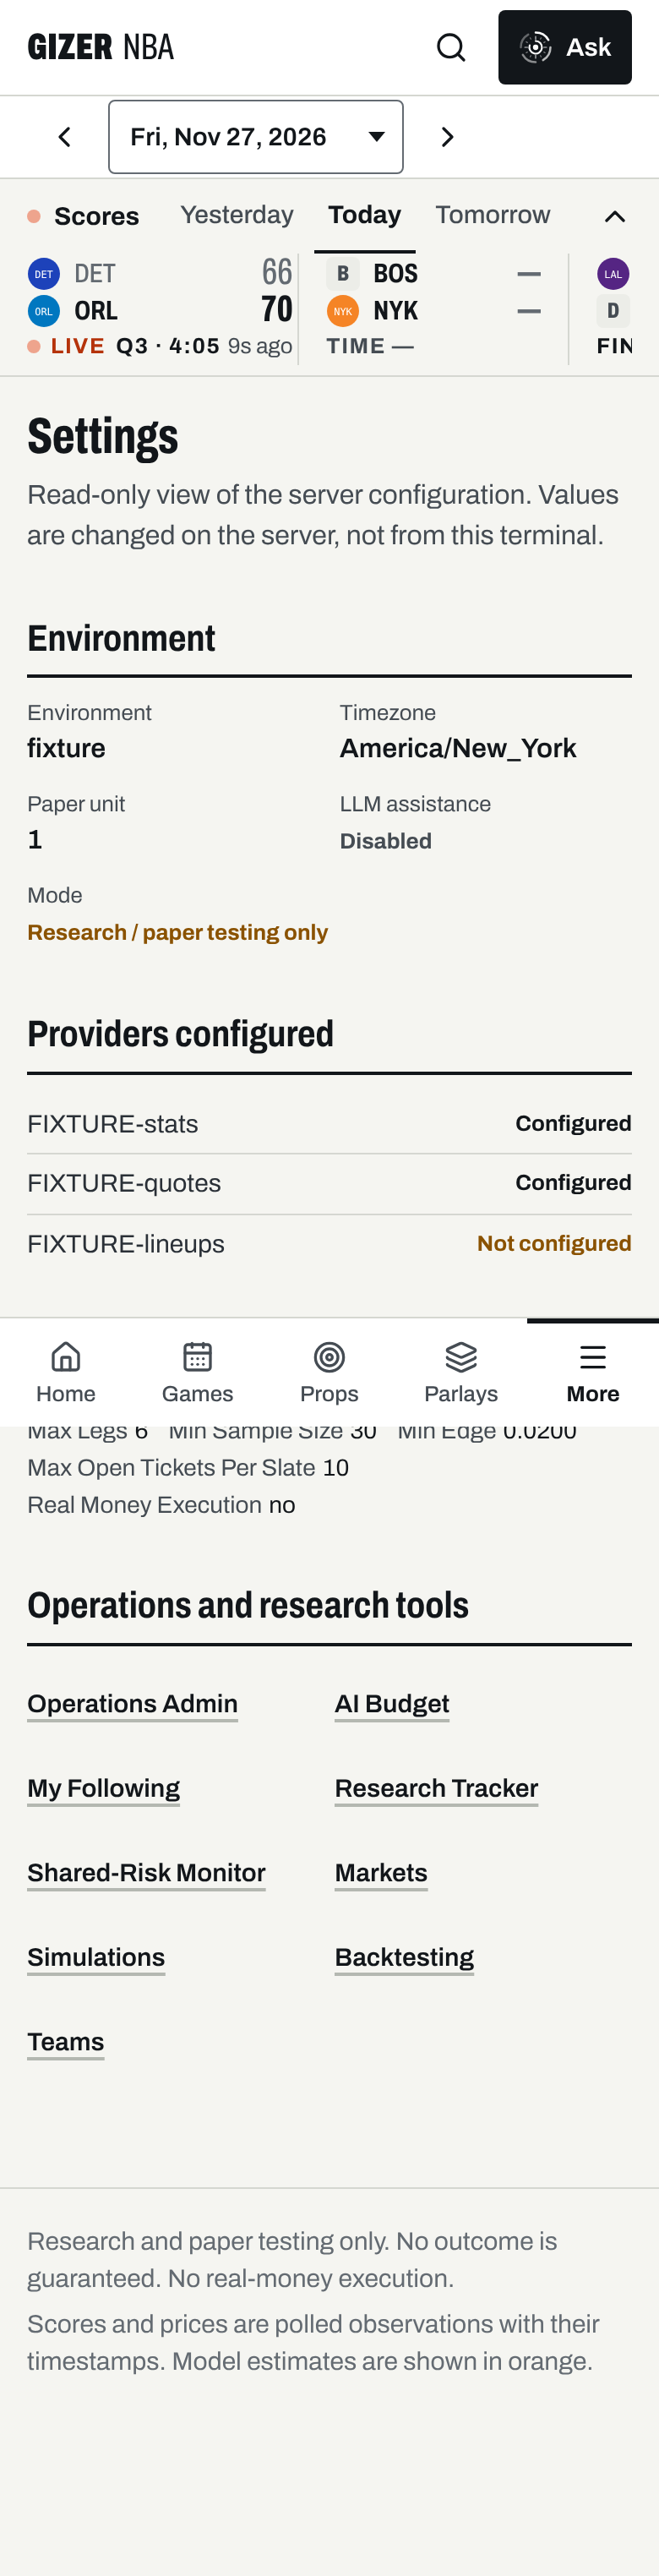 GIZER NBA
Ask
Fri, Nov 27, 2026
Scores Yesterday Today Tomorrow
DET DET 66
ORL ORL 70
LIVE Q3 · 4:05 9s ago
B BOS —
NYK NYK —
TIME —
LAL
D
FIN
Settings
Read-only view of the server configuration. Values
are changed on the server, not from this terminal.
Environment
Environment Timezone
fixture America/New_York
Paper unit LLM assistance
1 Disabled
Mode
Research / paper testing only
Providers configured
FIXTURE-stats Configured
FIXTURE-quotes Configured
FIXTURE-lineups Not configured
Home Games Props Parlays More
Max Legs 6 Min Sample Size 30 Min Edge 0.0200
Max Open Tickets Per Slate 10
Real Money Execution no
Operations and research tools
Operations Admin AI Budget
My Following Research Tracker
Shared-Risk Monitor Markets
Simulations Backtesting
Teams
Research and paper testing only. No outcome is
guaranteed. No real-money execution.
Scores and prices are polled observations with their
timestamps. Model estimates are shown in orange.